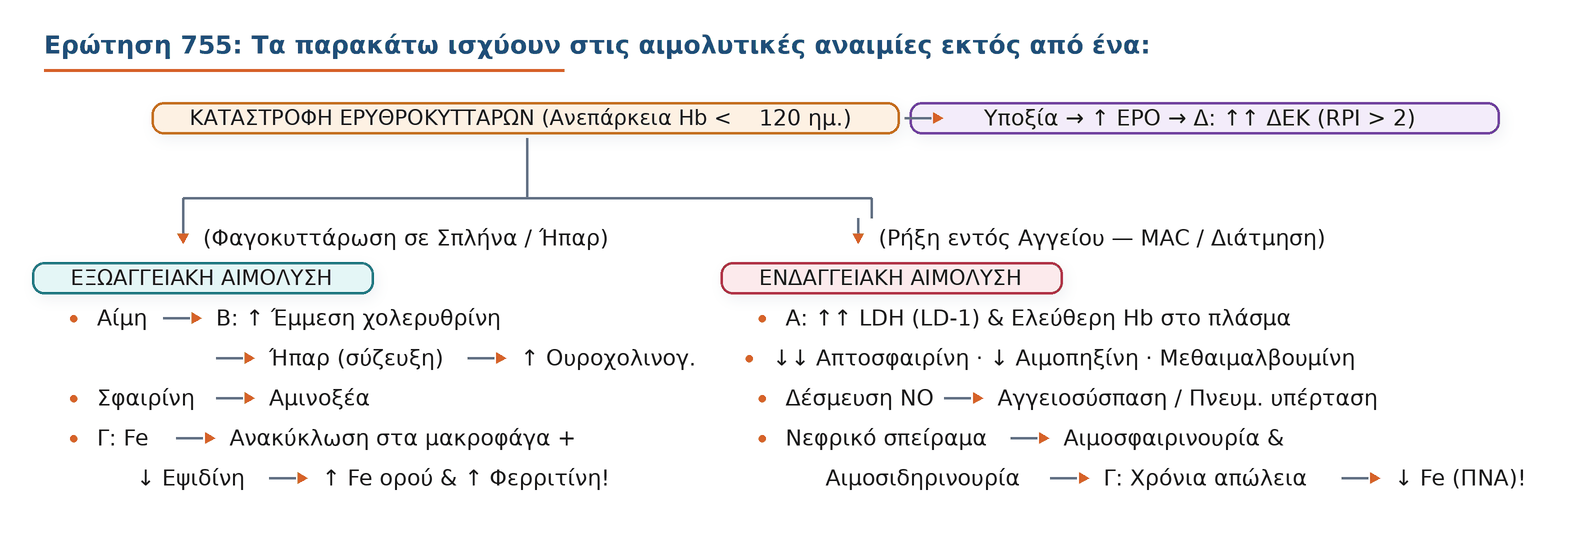 Ερώτηση 755: Τα παρακάτω ισχύουν στις αιμολυτικές αναιμίες εκτός από ένα:
ΚΑΤΑΣΤΡΟΦΗ ΕΡΥΘΡΟΚΥΤΤΑΡΩΝ (Ανεπάρκεια Hb < 120 ημ.)
Υποξία → ↑ EPO → Δ: ↑↑ ΔΕΚ (RPI > 2)
(Φαγοκυττάρωση σε Σπλήνα / Ήπαρ)
ΕΞΩΑΓΓΕΙΑΚΗ ΑΙΜΟΛΥΣΗ
• Αίμη → Β: ↑ Έμμεση χολερυθρίνη
→ Ήπαρ (σύζευξη) → ↑ Ουροχολινογ.
• Σφαιρίνη → Αμινοξέα
• Γ: Fe → Ανακύκλωση στα μακροφάγα +
↓ Εψιδίνη → ↑ Fe ορού & ↑ Φερριτίνη!
(Ρήξη εντός Αγγείου — MAC / Διάτμηση)
ΕΝΔΑΓΓΕΙΑΚΗ ΑΙΜΟΛΥΣΗ
• Α: ↑↑ LDH (LD-1) & Ελεύθερη Hb στο πλάσμα
• ↓↓ Απτοσφαιρίνη · ↓ Αιμοπηξίνη · Μεθαιμαλβουμίνη
• Δέσμευση NO → Αγγειοσύσπαση / Πνευμ. υπέρταση
• Νεφρικό σπείραμα → Αιμοσφαιρινουρία &
Αιμοσιδηρινουρία → Γ: Χρόνια απώλεια → ↓ Fe (ΠΝΑ)!